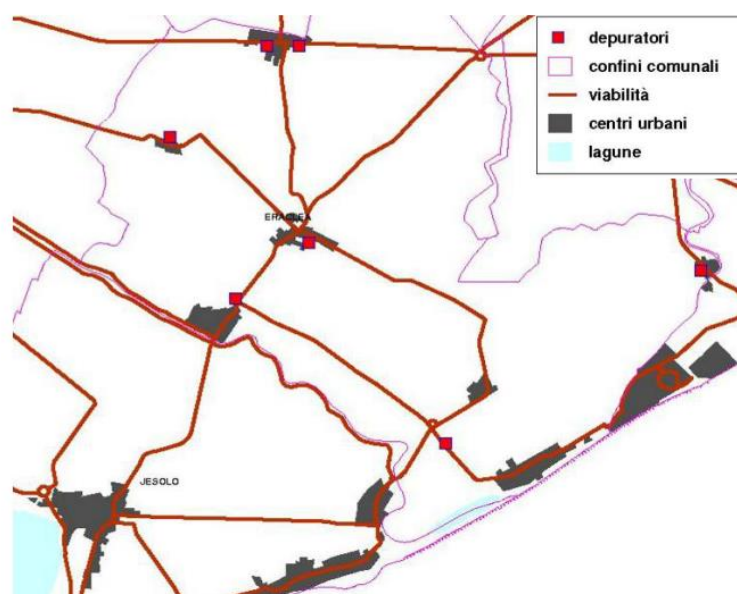 depuratori
confini comunali
viabilità
centri urbani
lagune
ERACLEA
JESOLO